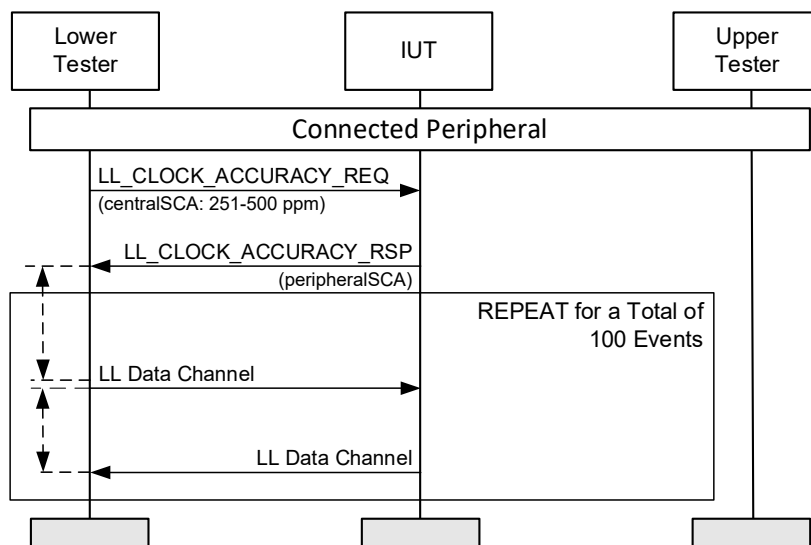 Lower
Tester
IUT
Upper
Tester
Connected Peripheral
LL_CLOCK_ACCURACY_REQ
(centralSCA: 251-500 ppm)
LL_CLOCK_ACCURACY_RSP
(peripheralSCA)
REPEAT for a Total of
100 Events
LL Data Channel
LL Data Channel